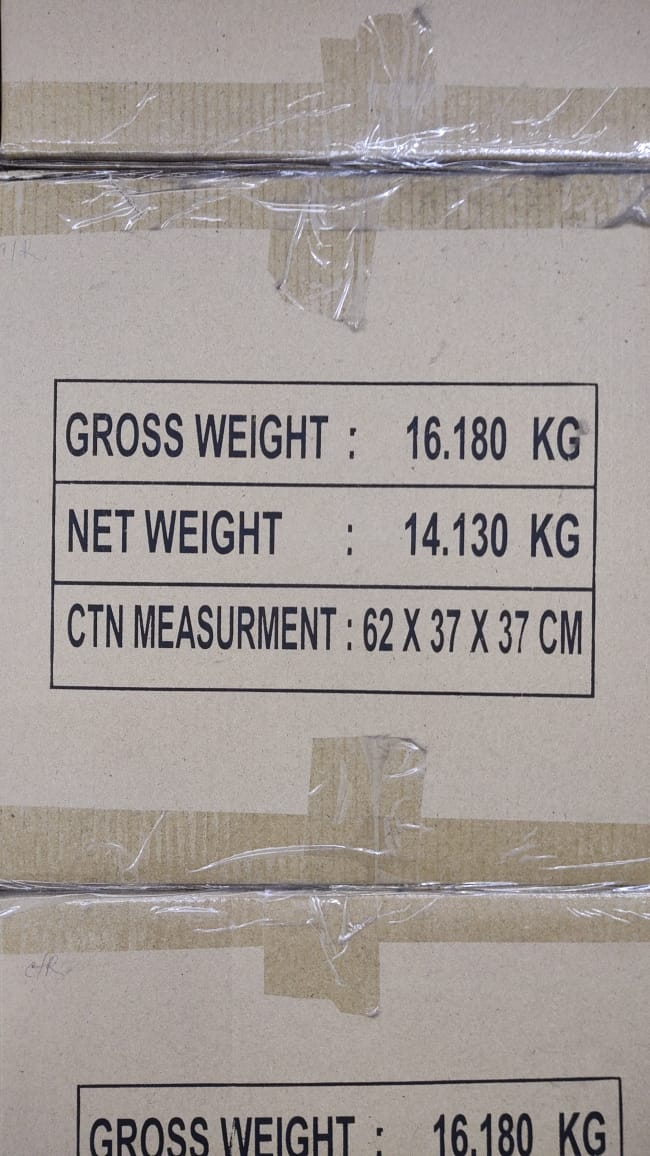 GROSS WEIGHT : 16.180 KG
NET WEIGHT : 14.130 KG
CTN MEASURMENT : 62 X 37 X 37 CM
GROSS WEIGHT : 16.180 KG